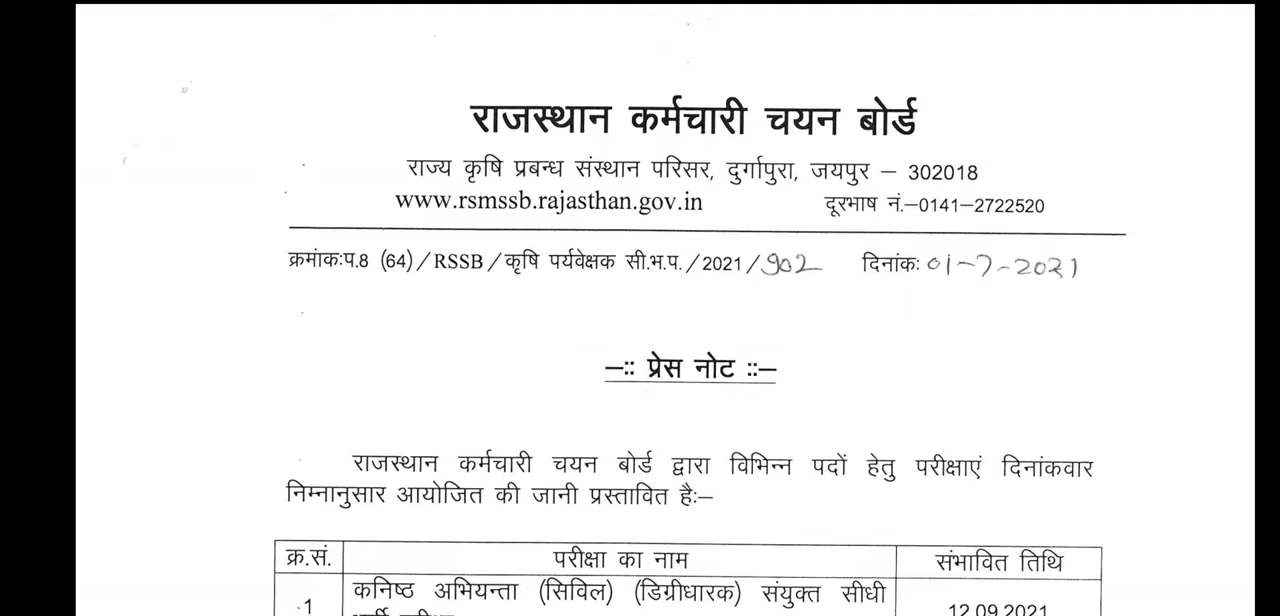 राजस्थान कर्मचारी चयन बोर्ड
राज्य कृषि प्रबन्ध संस्थान परिसर, दुर्गापुरा, जयपुर – 302018
www.rsmssb.rajasthan.gov.in दूरभाष नं.–0141–2722520
क्रमांकःप.8 (64)/RSSB/कृषि पर्यवेक्षक सी.भ.प./2021/902 दिनांकः 01-7-2021
–:: प्रेस नोट ::–
राजस्थान कर्मचारी चयन बोर्ड द्वारा विभिन्न पदों हेतु परीक्षाएं दिनांकवार
निम्नानुसार आयोजित की जानी प्रस्तावित हैः–
क्र.सं. परीक्षा का नाम संभावित तिथि
1 कनिष्ठ अभियन्ता (सिविल) (डिग्रीधारक) संयुक्त सीधी 12.09.2021